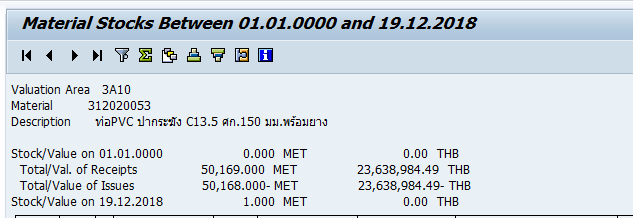 Material Stocks Between 01.01.0000 and 19.12.2018
Valuation Area 3A10
Material 312020053
Description ท่อPVC ปากระฆัง C13.5 ศก.150 มม.พร้อมยาง
Stock/Value on 01.01.0000 0.000 MET 0.00 THB
Total/Val. of Receipts 50,169.000 MET 23,638,984.49 THB
Total/Value of Issues 50,168.000- MET 23,638,984.49- THB
Stock/Value on 19.12.2018 1.000 MET 0.00 THB